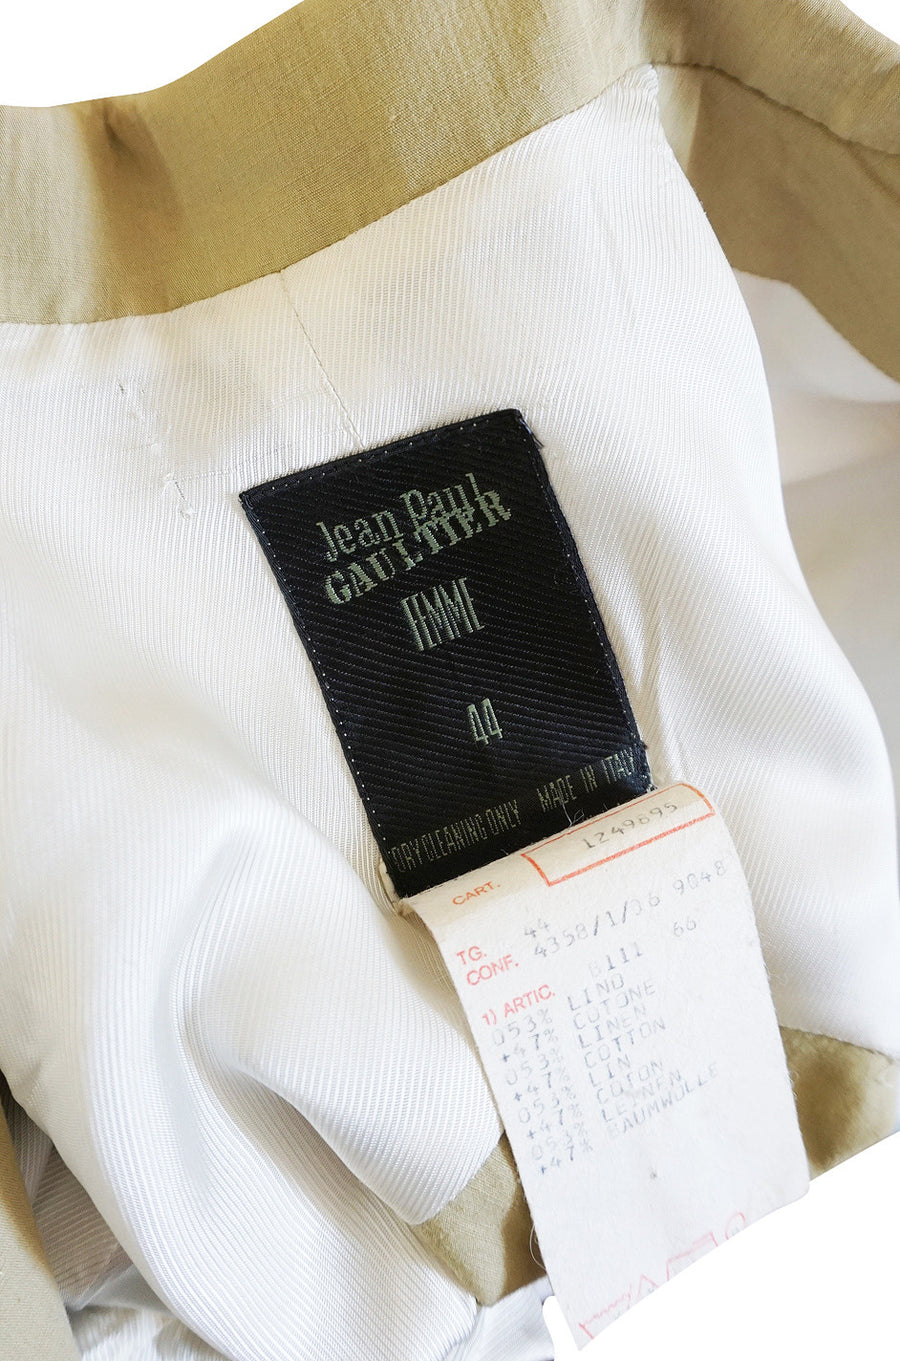 Jean Paul
GAULTIER
FEMME
44
DRY CLEANING ONLY MADE IN ITALY
1249695
CART.
TG. 44
CONF. 4358/1/36 9048
111 66
1) ARTIC.
053% LINO
+47% COTONE
053% LINEN
+47% COTTON
053% LIN
+47% COTON
053% LEINEN
+47% BAUMWOLLE